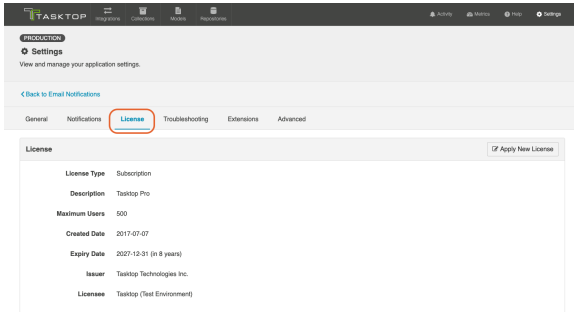 TASKTOP
Integrations Collections Models Repositories Activity Metrics Help Settings
PRODUCTION
Settings
View and manage your application settings.
Back to Email Notifications
General Notifications License Troubleshooting Extensions Advanced
License Apply New License
License Type Subscription
Description Tasktop Pro
Maximum Users 500
Created Date 2017-07-07
Expiry Date 2027-12-31 (in 8 years)
Issuer Tasktop Technologies Inc.
Licensee Tasktop (Test Environment)